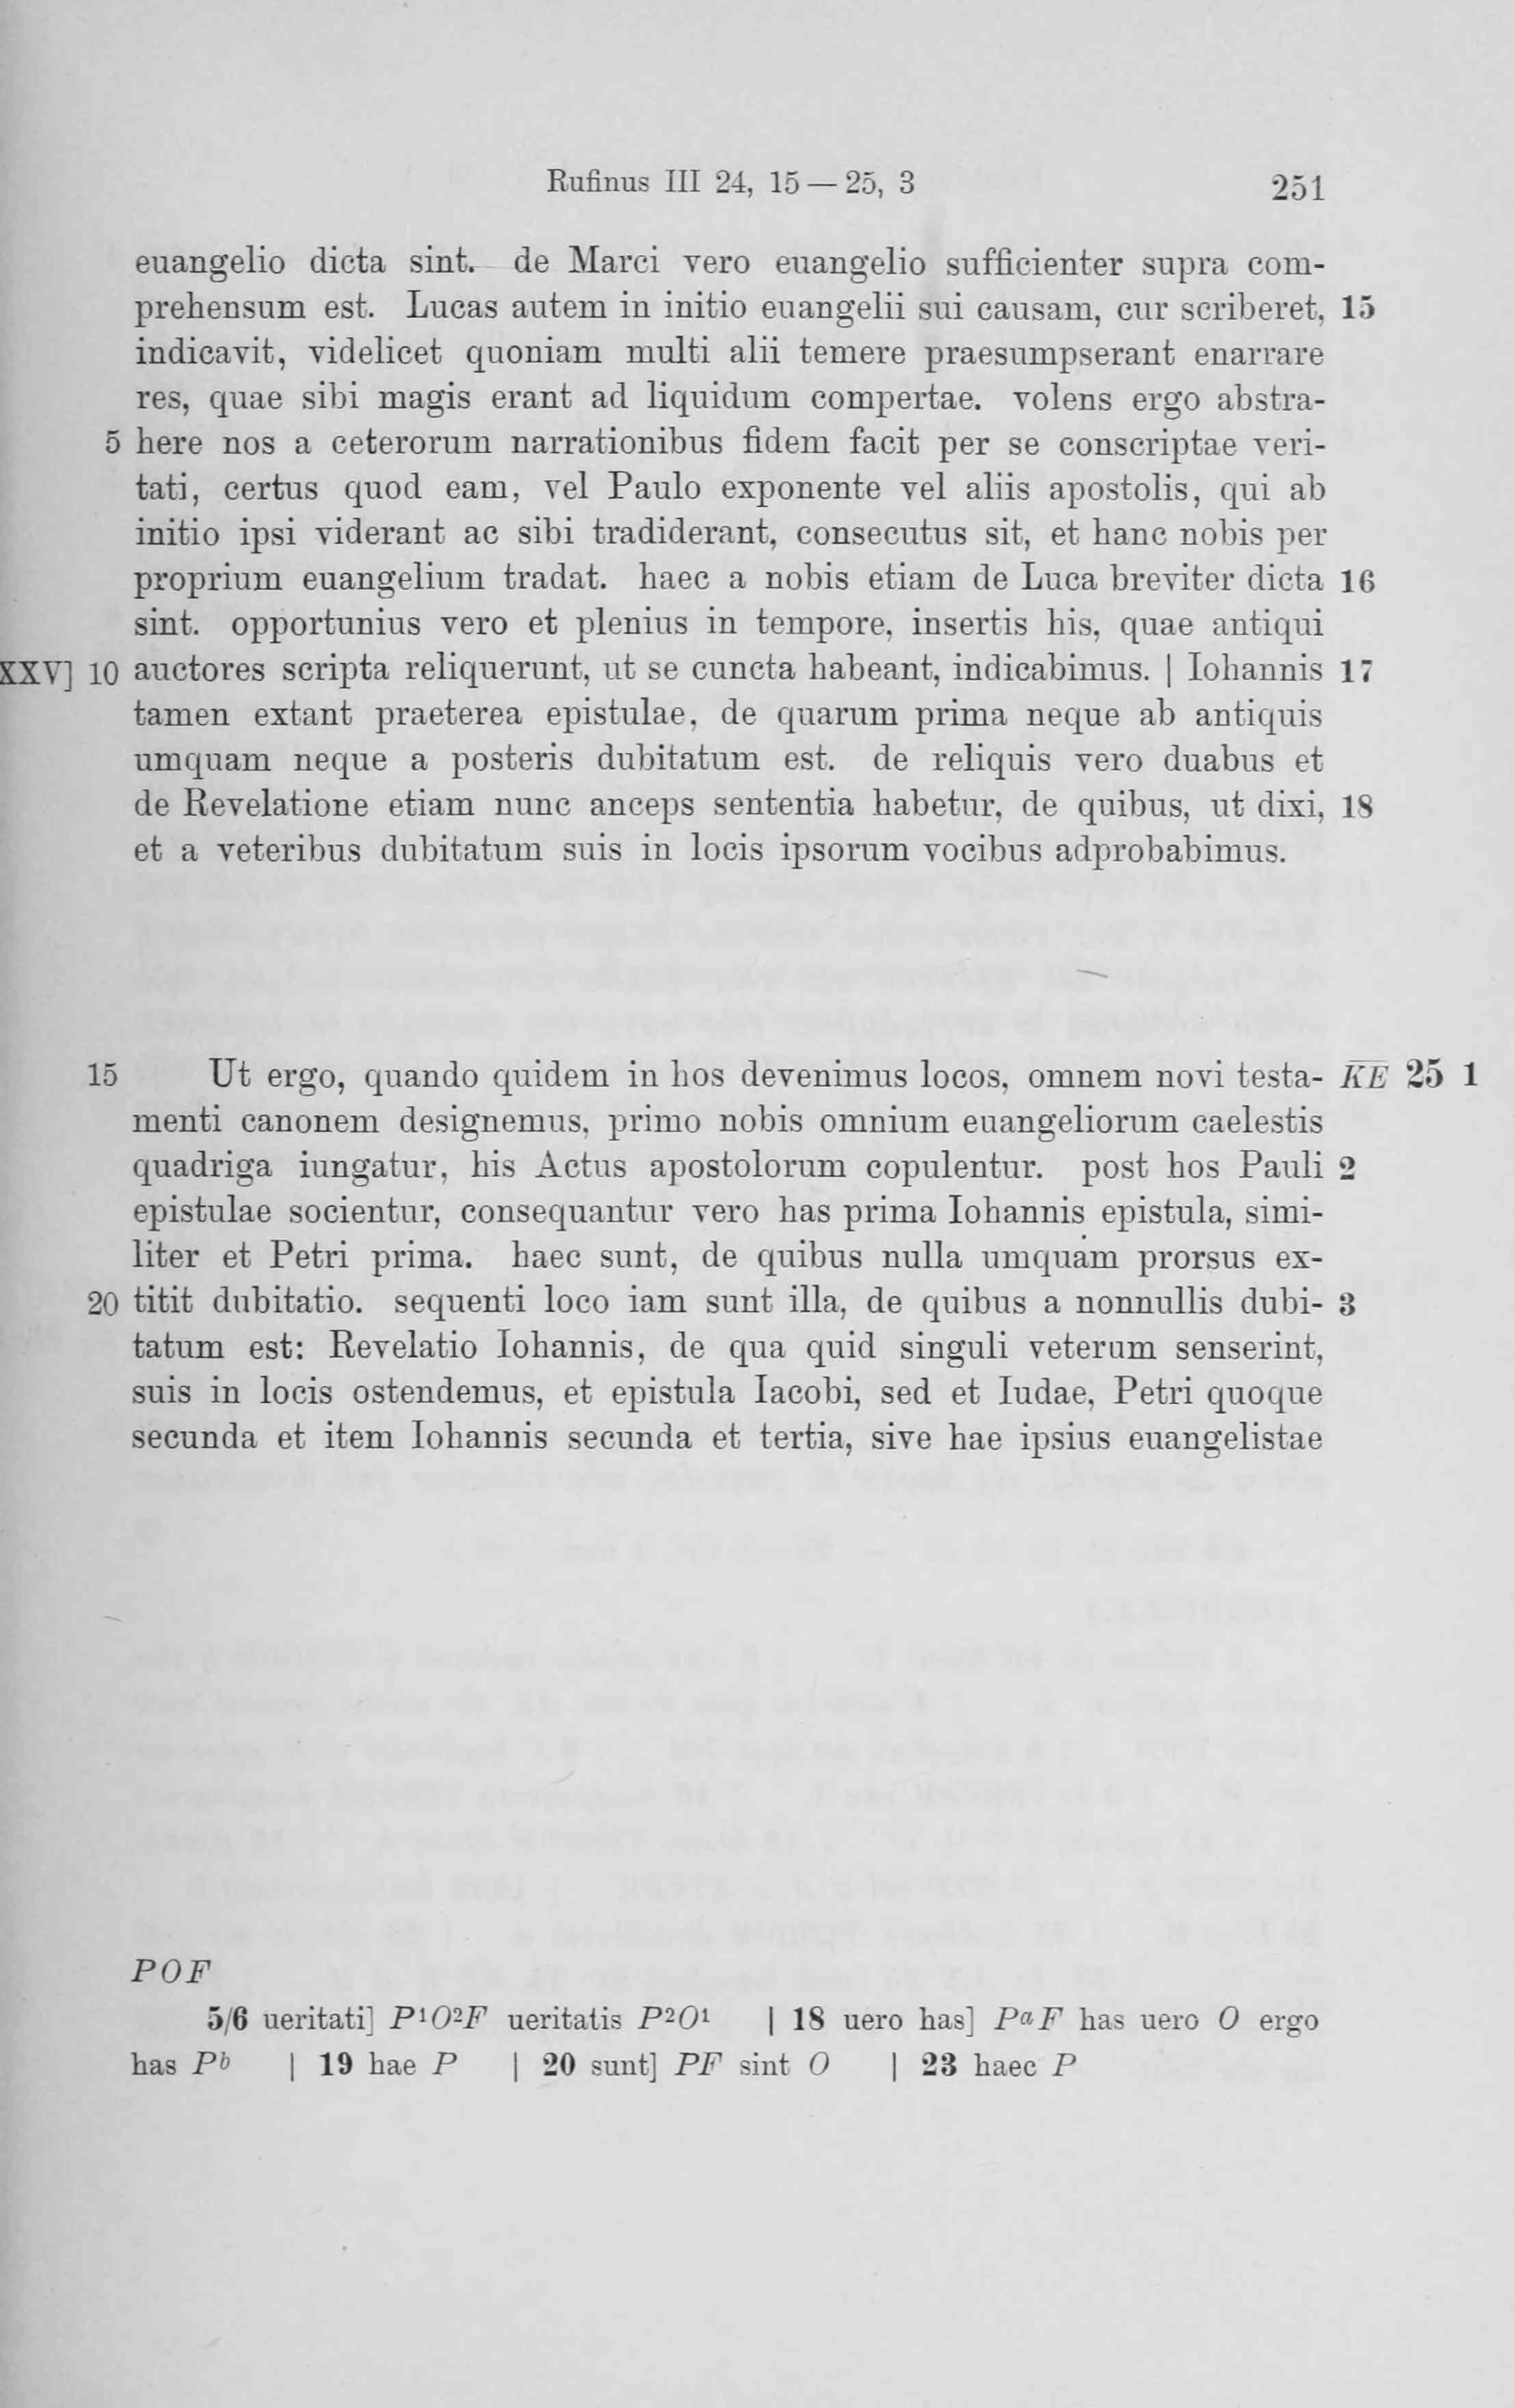 Rufinus III 24, 15 — 25, 3 251
euangelio dicta sint. de Marci vero euangelio sufficienter supra com-
prehensum est. Lucas autem in initio euangelii sui causam, cur scriberet, 15
indicavit, videlicet quoniam multi alii temere praesumpserant enarrare
res, quae sibi magis erant ad liquidum compertae. volens ergo abstra-
5 here nos a ceterorum narrationibus fidem facit per se conscriptae veri-
tati, certus quod eam, vel Paulo exponente vel aliis apostolis, qui ab
initio ipsi viderant ac sibi tradiderant, consecutus sit, et hanc nobis per
proprium euangelium tradat. haec a nobis etiam de Luca breviter dicta 16
sint. opportunius vero et plenius in tempore, insertis his, quae antiqui
XXV] 10 auctores scripta reliquerunt, ut se cuncta habeant, indicabimus. | Iohannis 17
tamen extant praeterea epistulae, de quarum prima neque ab antiquis
umquam neque a posteris dubitatum est. de reliquis vero duabus et
de Revelatione etiam nunc anceps sententia habetur, de quibus, ut dixi, 18
et a veteribus dubitatum suis in locis ipsorum vocibus adprobabimus.
15 Ut ergo, quando quidem in hos devenimus locos, omnem novi testa- K̅E̅ 25 1
menti canonem designemus, primo nobis omnium euangeliorum caelestis
quadriga iungatur, his Actus apostolorum copulentur. post hos Pauli 2
epistulae socientur, consequantur vero has prima Iohannis epistula, simi-
liter et Petri prima. haec sunt, de quibus nulla umquam prorsus ex-
20 titit dubitatio. sequenti loco iam sunt illa, de quibus a nonnullis dubi- 3
tatum est: Revelatio Iohannis, de qua quid singuli veterum senserint,
suis in locis ostendemus, et epistula Iacobi, sed et Iudae, Petri quoque
secunda et item Iohannis secunda et tertia, sive hae ipsius euangelistae
POF
5/6 ueritati] P¹O²F ueritatis P²O¹ | 18 uero has] PᵃF has uero O ergo
has Pᵇ | 19 hae P | 20 sunt] PF sint O | 23 haec P